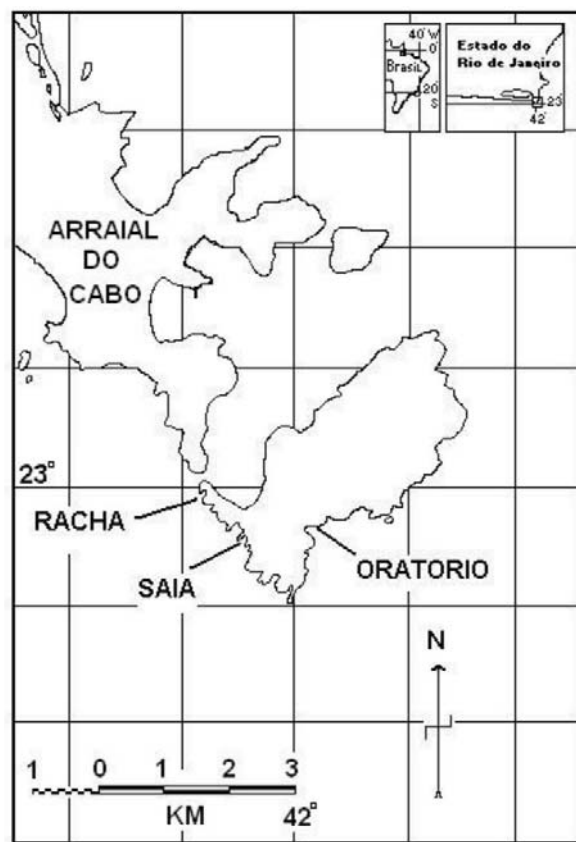 40° W
0°
Brasil
20°
S
Estado do
Rio de Janeiro
23°
42°
ARRAIAL
DO
CABO
23°
RACHA
SAIA
ORATORIO
N
1 0 1 2 3
KM
42°